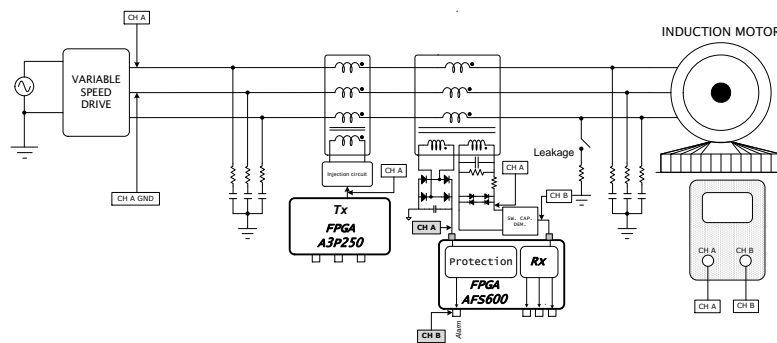 CH A
INDUCTION MOTOR
VARIABLE
SPEED
DRIVE
CH A GND
Injection circuit
CH A
Tx
FPGA
A3P250
Leakage
CH A
CH B
SW. CAP.
DEM.
CH A
Protection
Rx
FPGA
AFS600
CH B
Alarm
CH A
CH B
CH A
CH B